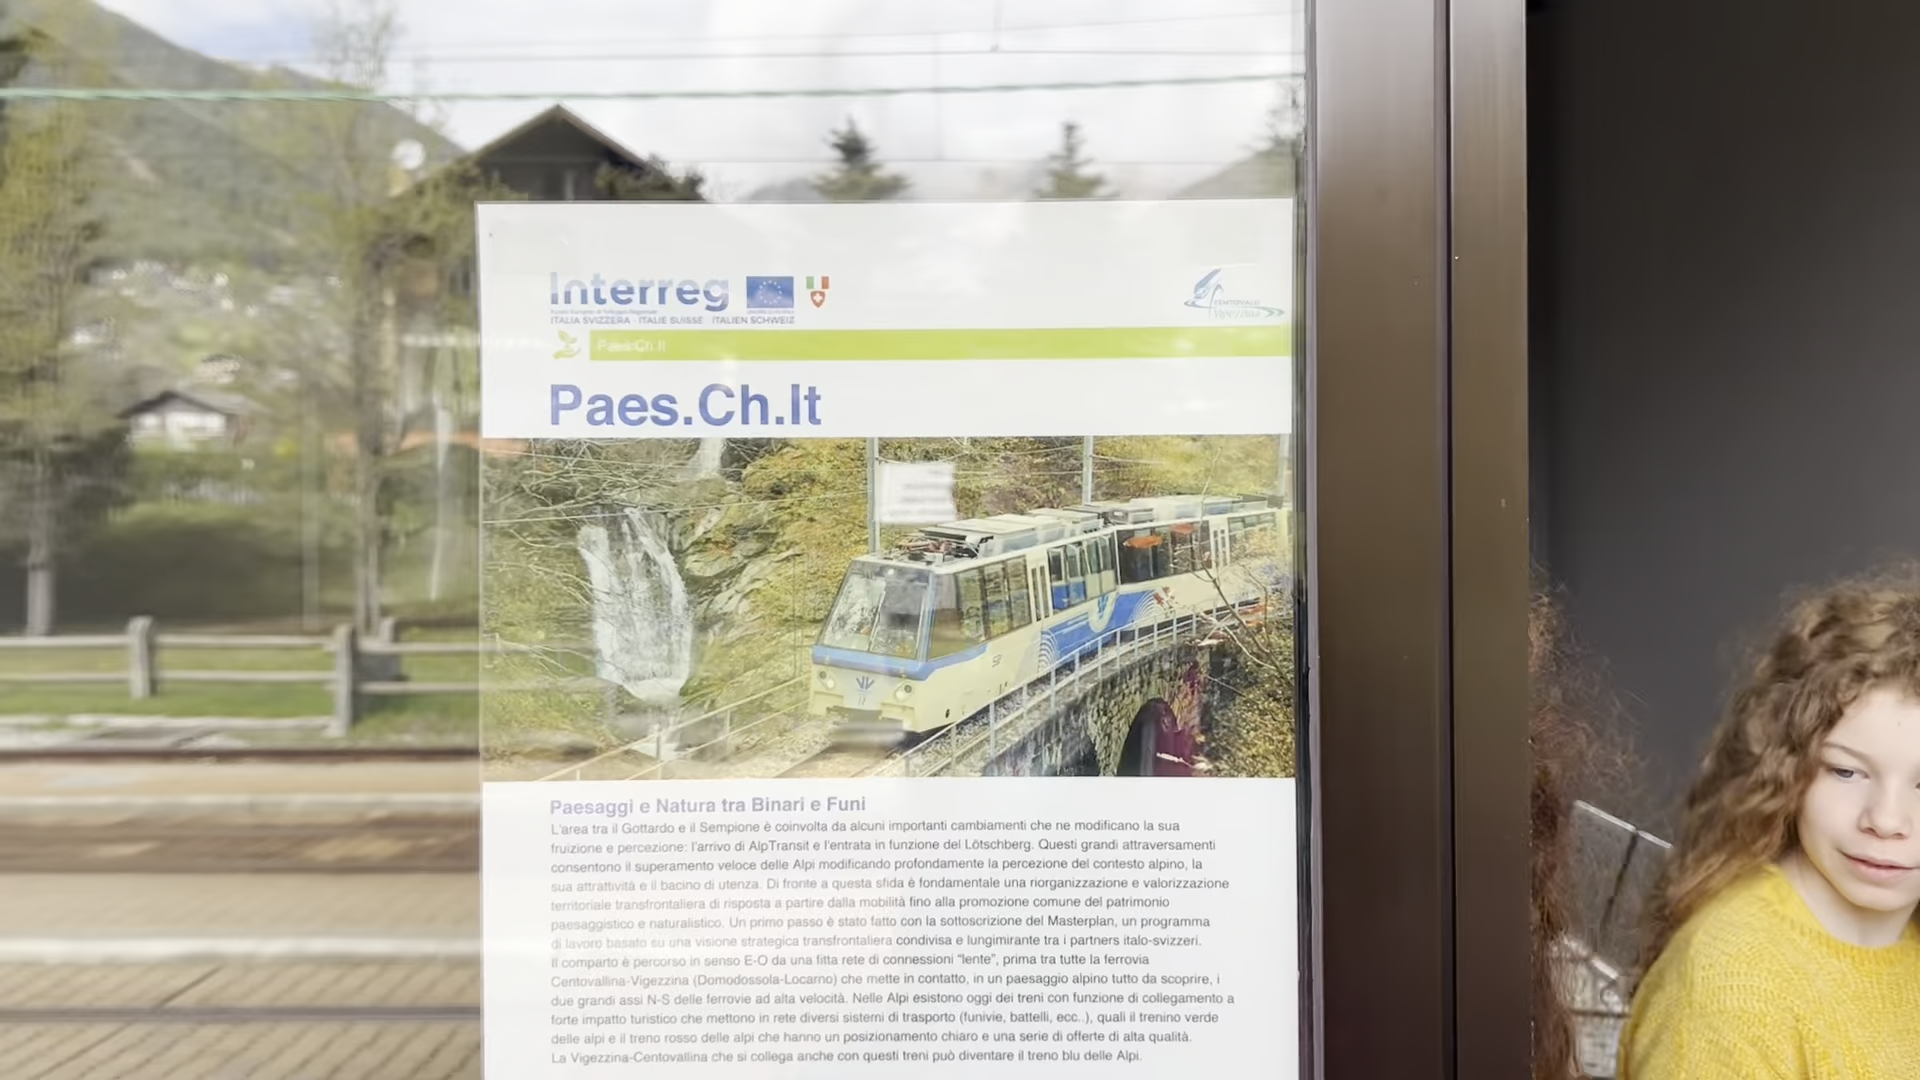 Interreg
ITALIA SVIZZERA · ITALIE SUISSE · ITALIEN SCHWEIZ
CENTOVALLI
Vigezzina
Paes.Ch.It
Paes.Ch.It
Paesaggi e Natura tra Binari e Funi
L'area tra il Gottardo e il Sempione è coinvolta da alcuni importanti cambiamenti che ne modificano la sua
fruizione e percezione: l'arrivo di AlpTransit e l'entrata in funzione del Lötschberg. Questi grandi attraversamenti
consentono il superamento veloce delle Alpi modificando profondamente la percezione del contesto alpino, la
sua attrattività e il bacino di utenza. Di fronte a questa sfida è fondamentale una riorganizzazione e valorizzazione
territoriale transfrontaliera di risposta a partire dalla mobilità fino alla promozione comune del patrimonio
paesaggistico e naturalistico. Un primo passo è stato fatto con la sottoscrizione del Masterplan, un programma
di lavoro basato su una visione strategica transfrontaliera condivisa e lungimirante tra i partners italo-svizzeri.
Il comparto è percorso in senso E-O da una fitta rete di connessioni "lente", prima tra tutte la ferrovia
Centovallina-Vigezzina (Domodossola-Locarno) che mette in contatto, in un paesaggio alpino tutto da scoprire, i
due grandi assi N-S delle ferrovie ad alta velocità. Nelle Alpi esistono oggi dei treni con funzione di collegamento a
forte impatto turistico che mettono in rete diversi sistemi di trasporto (funivie, battelli, ecc..), quali il trenino verde
delle alpi e il treno rosso delle alpi che hanno un posizionamento chiaro e una serie di offerte di alta qualità.
La Vigezzina-Centovallina che si collega anche con questi treni può diventare il treno blu delle Alpi.